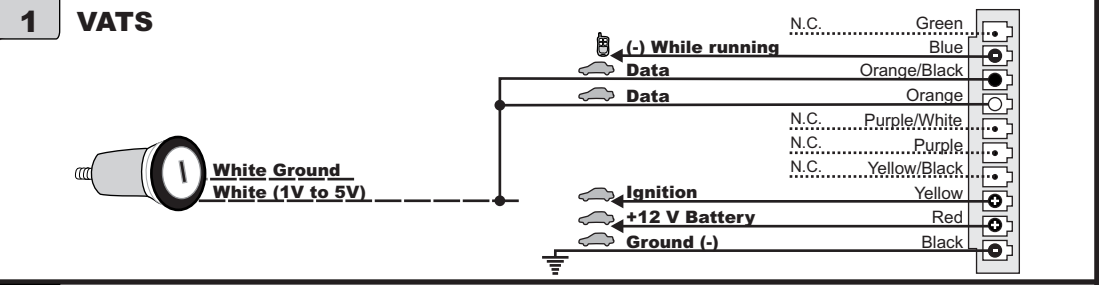 1 VATS
N.C. Green
(-) While running Blue
Data Orange/Black
Data Orange
N.C. Purple/White
N.C. Purple
N.C. Yellow/Black
White Ground
White (1V to 5V)
Ignition Yellow
+12 V Battery Red
Ground (-) Black